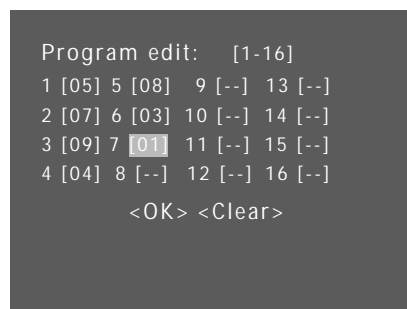 Program edit: [1-16]
1 [05] 5 [08] 9 [--] 13 [--]
2 [07] 6 [03] 10 [--] 14 [--]
3 [09] 7 [01] 11 [--] 15 [--]
4 [04] 8 [--] 12 [--] 16 [--]
<OK> <Clear>